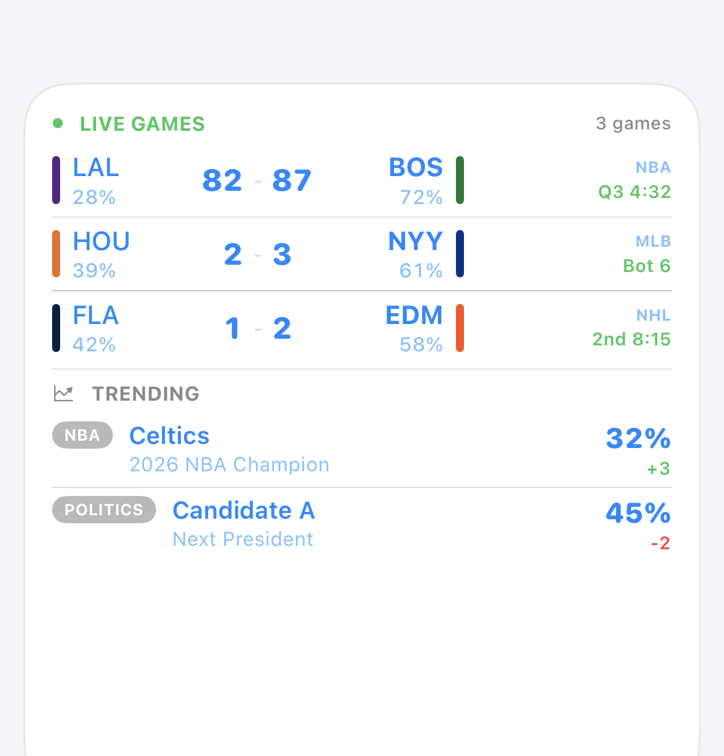 LIVE GAMES 3 games
LAL 82 - 87 BOS NBA
28% 72% Q3 4:32
HOU 2 - 3 NYY MLB
39% 61% Bot 6
FLA 1 - 2 EDM NHL
42% 58% 2nd 8:15
TRENDING
NBA Celtics 32%
2026 NBA Champion +3
POLITICS Candidate A 45%
Next President -2